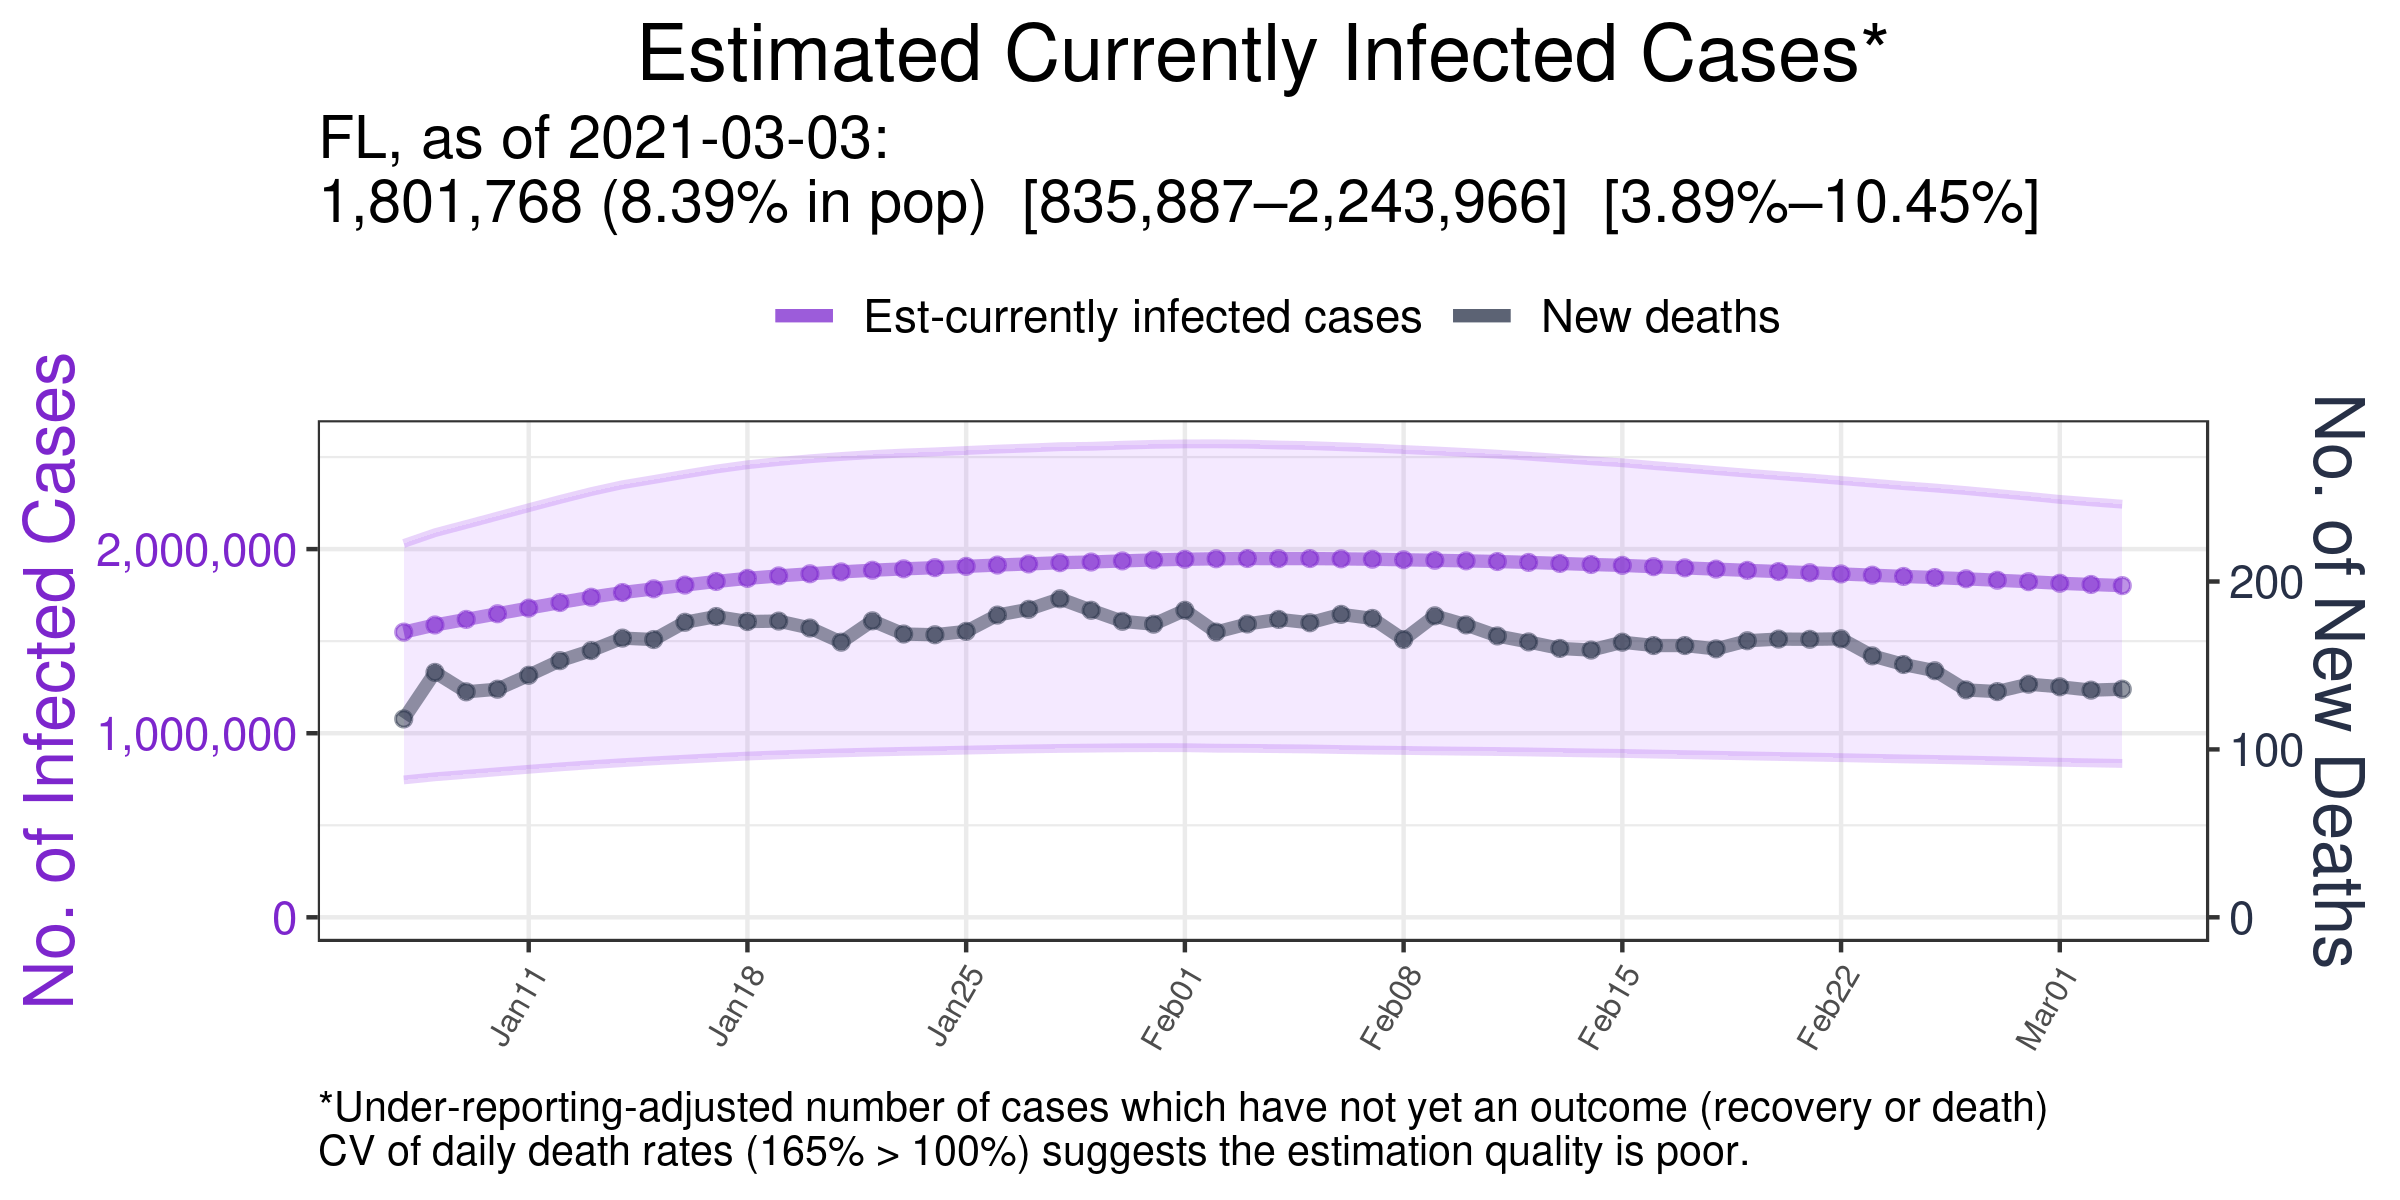 Estimated Currently Infected Cases*
FL, as of 2021-03-03:
1,801,768 (8.39% in pop)  [835,887–2,243,966]  [3.89%–10.45%]
Est-currently infected cases
New deaths
No. of Infected Cases
2,000,000
1,000,000
0
No. of New Deaths
200
100
0
Jan11
Jan18
Jan25
Feb01
Feb08
Feb15
Feb22
Mar01
*Under-reporting-adjusted number of cases which have not yet an outcome (recovery or death)
CV of daily death rates (165% > 100%) suggests the estimation quality is poor.